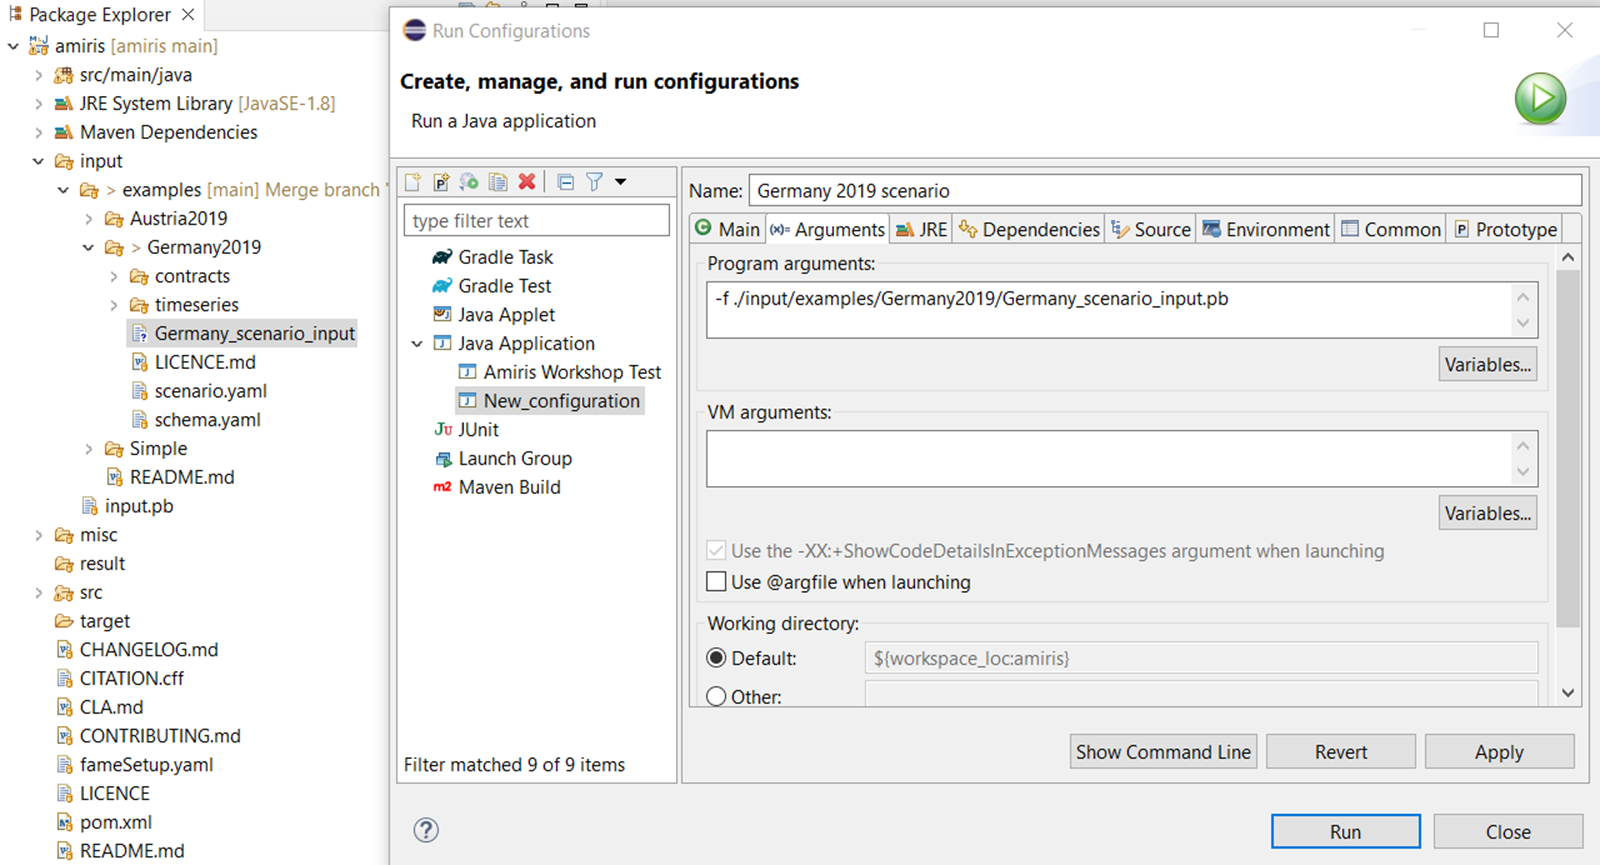 Package Explorer
amiris [amiris main]
src/main/java
JRE System Library [JavaSE-1.8]
Maven Dependencies
input
> examples [main] Merge branch '
Austria2019
> Germany2019
contracts
timeseries
Germany_scenario_input
LICENCE.md
scenario.yaml
schema.yaml
Simple
README.md
input.pb
misc
result
src
target
CHANGELOG.md
CITATION.cff
CLA.md
CONTRIBUTING.md
fameSetup.yaml
LICENCE
pom.xml
README.md
Run Configurations
Create, manage, and run configurations
Run a Java application
type filter text
Gradle Task
Gradle Test
Java Applet
Java Application
Amiris Workshop Test
New_configuration
Ju JUnit
Launch Group
m2 Maven Build
Filter matched 9 of 9 items
Name: Germany 2019 scenario
Main (x)= Arguments JRE Dependencies Source Environment Common Prototype
Program arguments:
-f ./input/examples/Germany2019/Germany_scenario_input.pb
Variables...
VM arguments:
Variables...
Use the -XX:+ShowCodeDetailsInExceptionMessages argument when launching
Use @argfile when launching
Working directory:
Default: ${workspace_loc:amiris}
Other:
Show Command Line Revert Apply
? Run Close